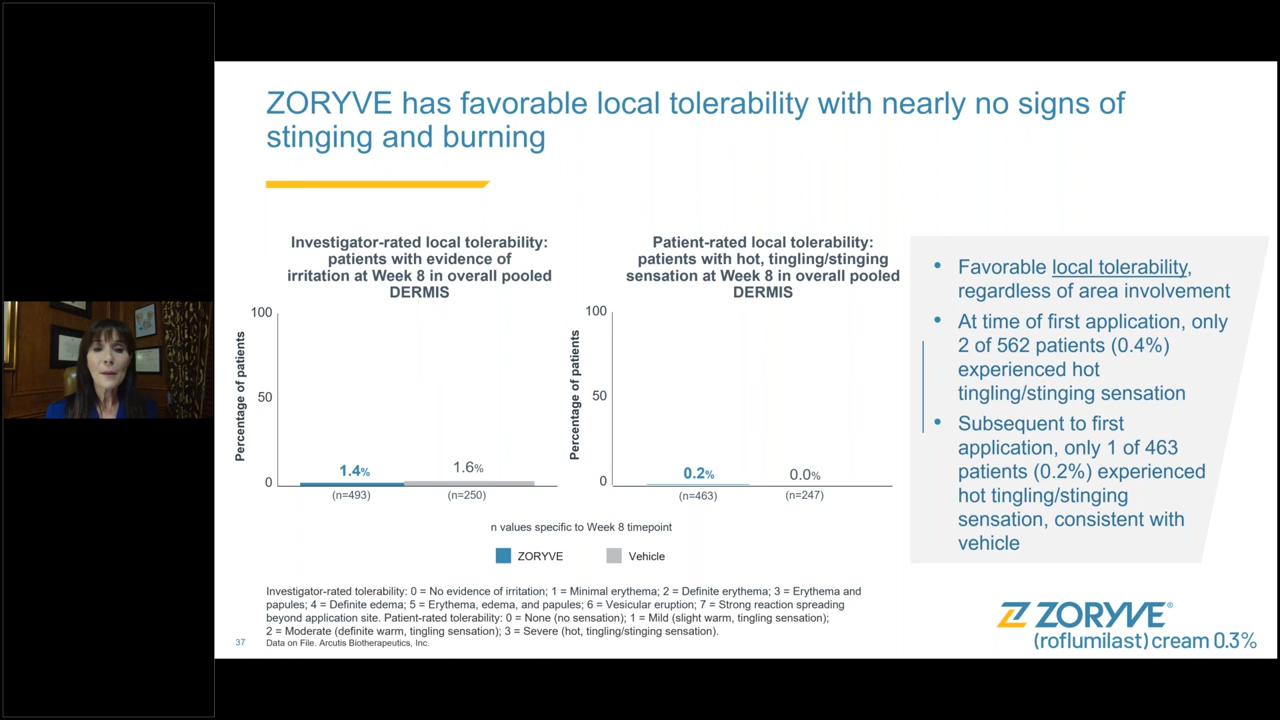 ZORYVE has favorable local tolerability with nearly no signs of
stinging and burning
Investigator-rated local tolerability:
patients with evidence of
irritation at Week 8 in overall pooled
DERMIS
Percentage of patients
100
50
0
1.4%
1.6%
(n=493)
(n=250)
Patient-rated local tolerability:
patients with hot, tingling/stinging
sensation at Week 8 in overall pooled
DERMIS
Percentage of patients
100
50
0
0.2%
0.0%
(n=463)
(n=247)
n values specific to Week 8 timepoint
ZORYVE
Vehicle
• Favorable local tolerability,
regardless of area involvement
• At time of first application, only
2 of 562 patients (0.4%)
experienced hot
tingling/stinging sensation
• Subsequent to first
application, only 1 of 463
patients (0.2%) experienced
hot tingling/stinging
sensation, consistent with
vehicle
Investigator-rated tolerability: 0 = No evidence of irritation; 1 = Minimal erythema; 2 = Definite erythema; 3 = Erythema and
papules; 4 = Definite edema; 5 = Erythema, edema, and papules; 6 = Vesicular eruption; 7 = Strong reaction spreading
beyond application site. Patient-rated tolerability: 0 = None (no sensation); 1 = Mild (slight warm, tingling sensation);
2 = Moderate (definite warm, tingling sensation); 3 = Severe (hot, tingling/stinging sensation).
37
Data on File. Arcutis Biotherapeutics, Inc.
ZORYVE®
(roflumilast) cream 0.3%